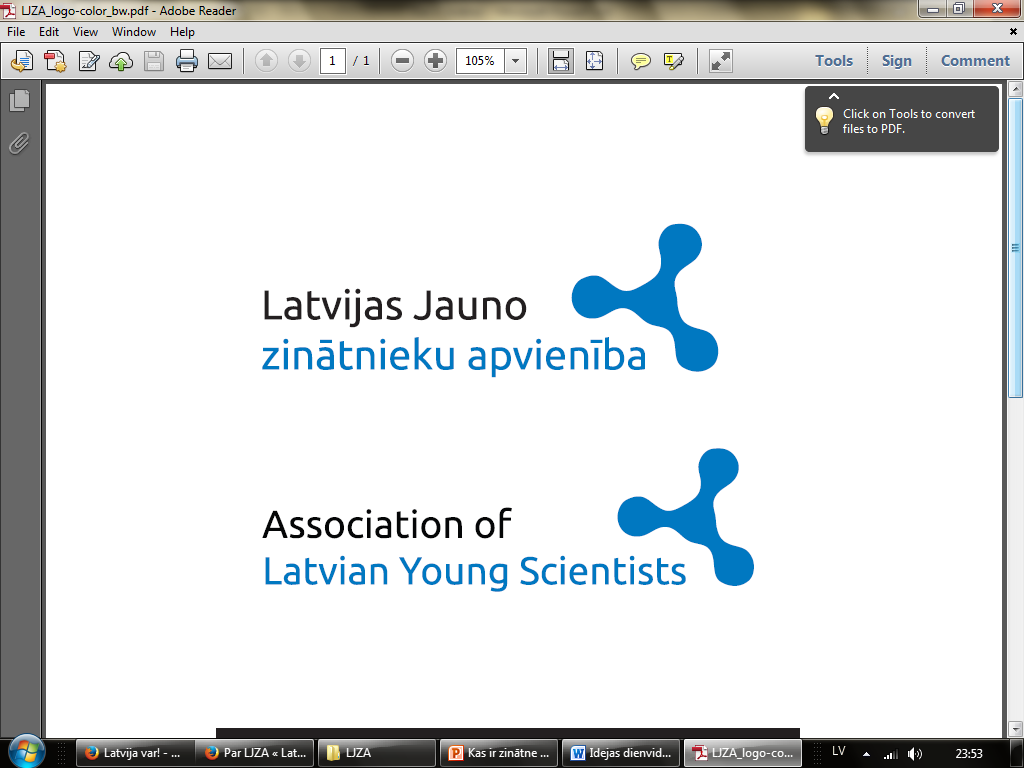 LJZA_logo-color_bw.pdf - Adobe Reader
File Edit View Window Help
1 / 1 105% Tools Sign Comment
Click on Tools to convert
files to PDF.
Latvijas Jauno
zinātnieku apvienība
Association of
Latvian Young Scientists
Latvija var! - ... Par LJZA « Lat... LJZA Kas ir zinātne ... Idejas dienvid... LJZA_logo-co... LV 23:53